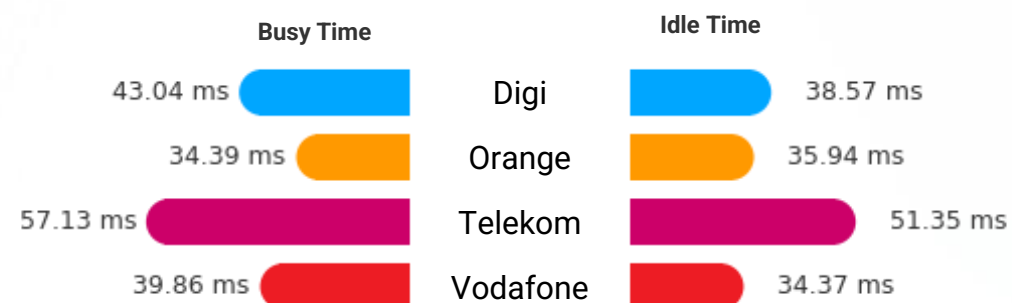 Busy Time Idle Time
43.04 ms Digi 38.57 ms
34.39 ms Orange 35.94 ms
57.13 ms Telekom 51.35 ms
39.86 ms Vodafone 34.37 ms